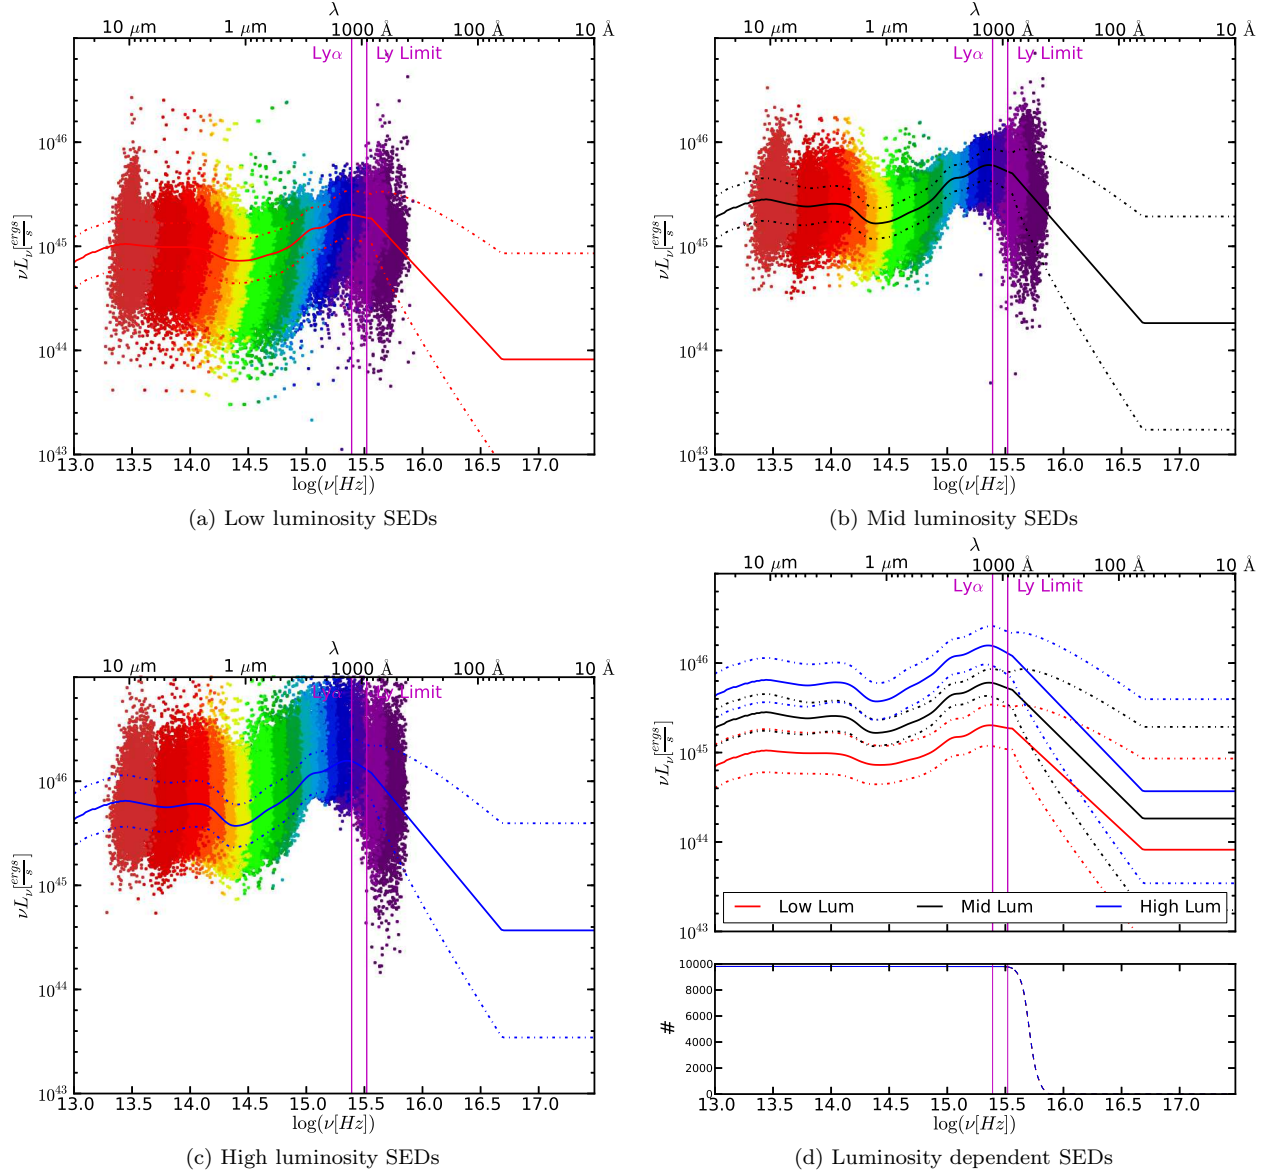 λ
10 μm 1 μm 1000 Å 100 Å 10 Å
Lyα Ly Limit
10^46
10^45
10^44
10^43
νL_ν[ergs/s]
13.0 13.5 14.0 14.5 15.0 15.5 16.0 16.5 17.0
log(ν[Hz])
(a) Low luminosity SEDs
λ
10 μm 1 μm 1000 Å 100 Å 10 Å
Lyα Ly Limit
10^46
10^45
10^44
10^43
νL_ν[ergs/s]
13.0 13.5 14.0 14.5 15.0 15.5 16.0 16.5 17.0
log(ν[Hz])
(b) Mid luminosity SEDs
λ
10 μm 1 μm 1000 Å 100 Å 10 Å
Limit
10^46
10^45
10^44
10^43
νL_ν[ergs/s]
13.0 13.5 14.0 14.5 15.0 15.5 16.0 16.5 17.0
log(ν[Hz])
(c) High luminosity SEDs
λ
10 μm 1 μm 1000 Å 100 Å 10 Å
Lyα Ly Limit
10^46
10^45
10^44
10^43
νL_ν[ergs/s]
Low Lum Mid Lum High Lum
10000
8000
6000
4000
2000
0
#
13.0 13.5 14.0 14.5 15.0 15.5 16.0 16.5 17.0
log(ν[Hz])
(d) Luminosity dependent SEDs